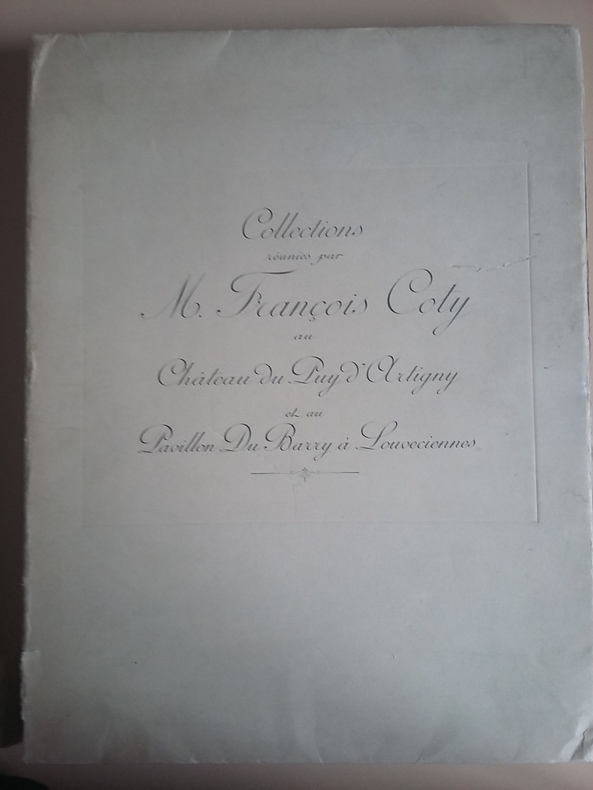 Collections
réunies par
M. François Coty
au
Château du Puy d'Artigny
et au
Pavillon Du Barry à Louveciennes